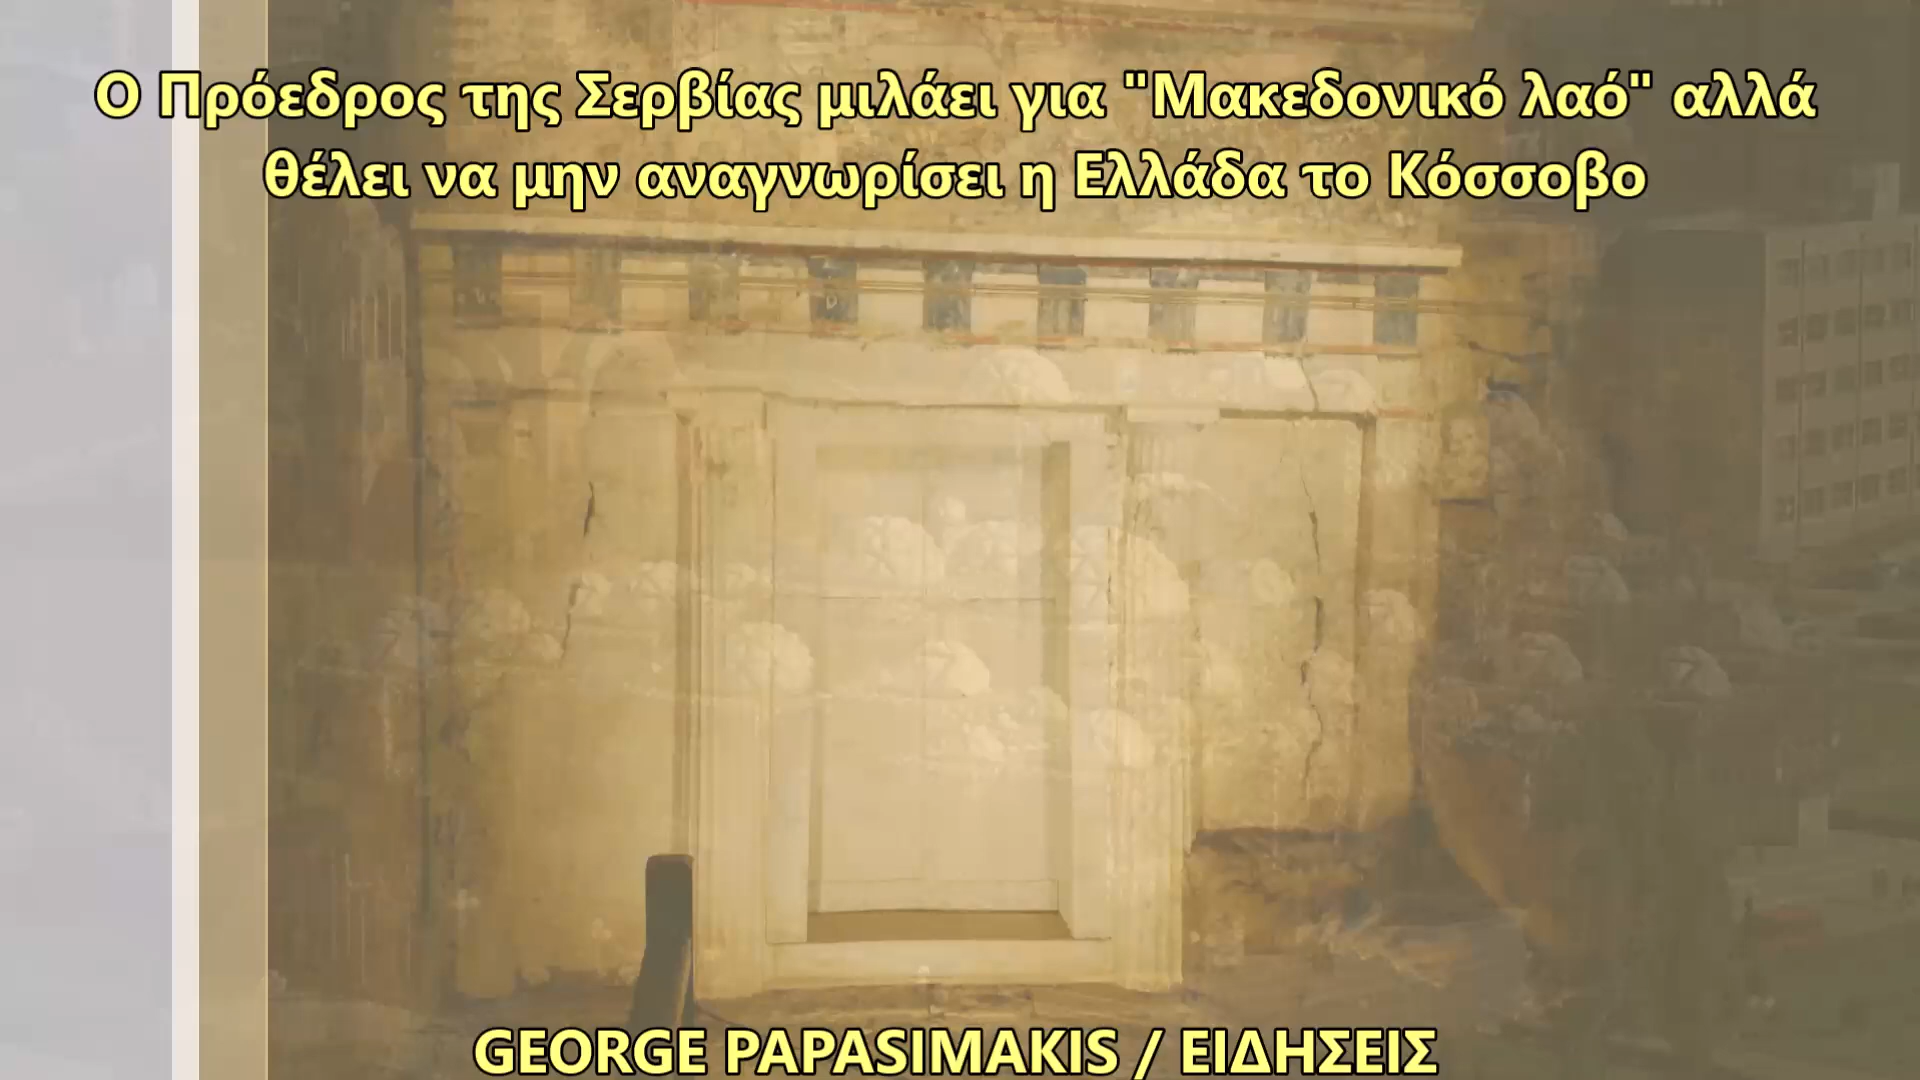 Ο Πρόεδρος της Σερβίας μιλάει για "Μακεδονικό λαό" αλλά
θέλει να μην αναγνωρίσει η Ελλάδα το Κόσσοβο
GEORGE PAPASIMAKIS / ΕΙΔΗΣΕΙΣ